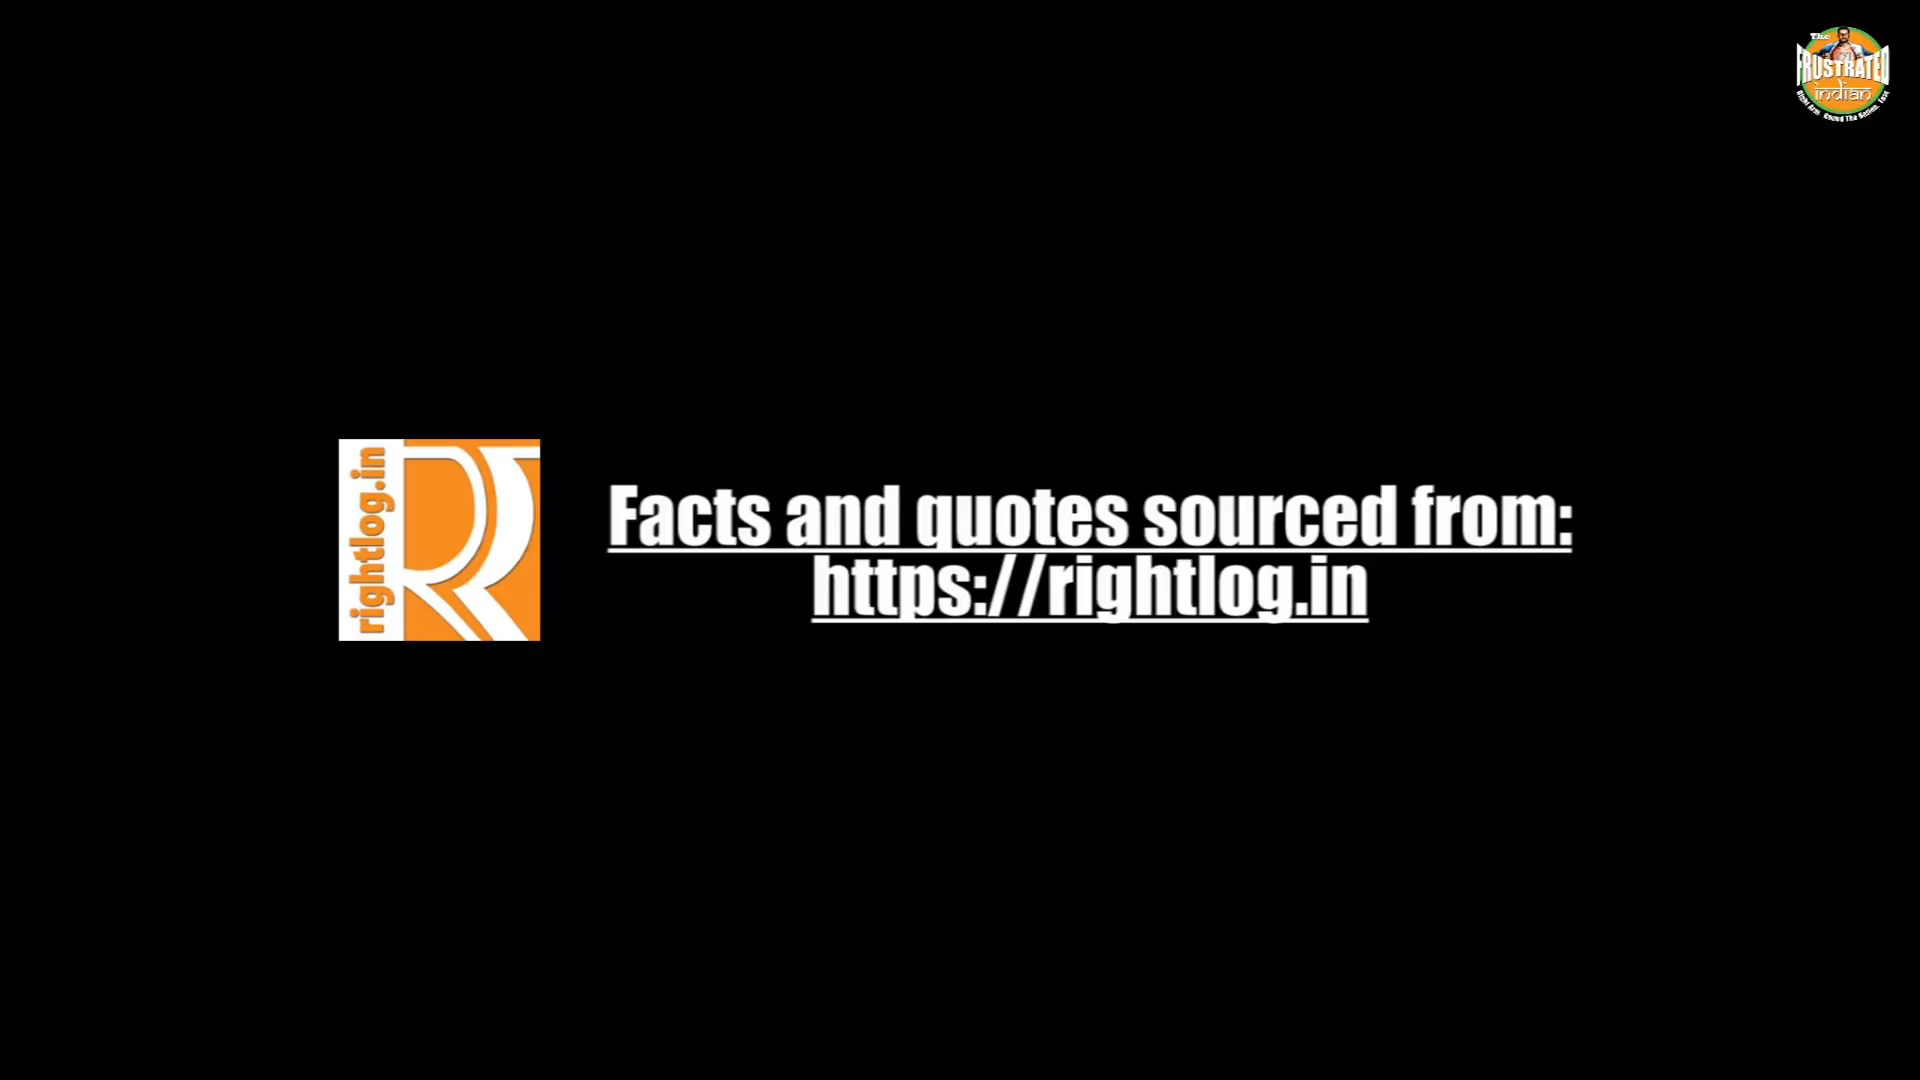 The
FRUSTRATED
indian
rightlog.in
Facts and quotes sourced from:
https://rightlog.in